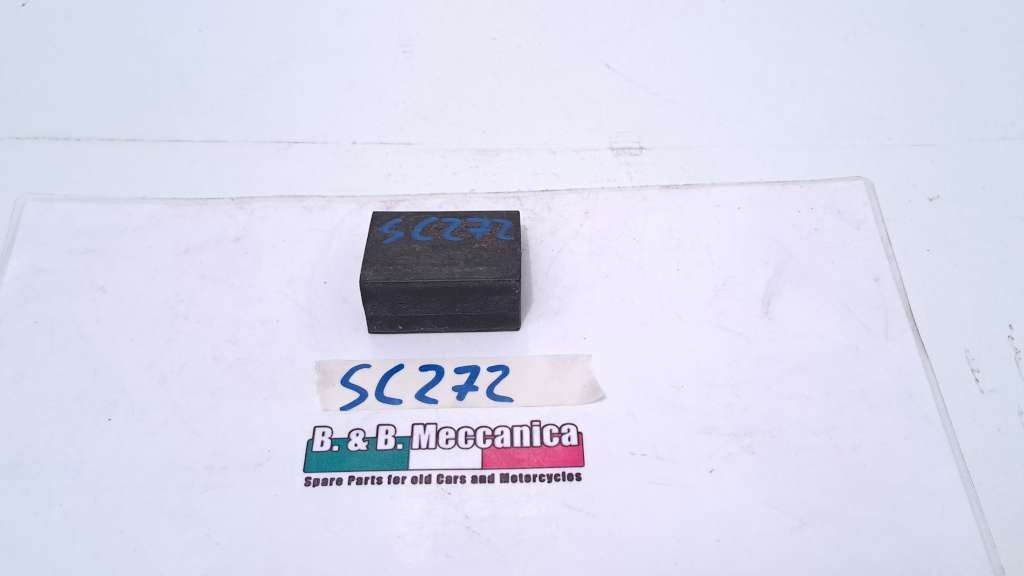 SC272
SC272
B. & B. Meccanica
Spare Parts for old Cars and Motorcycles